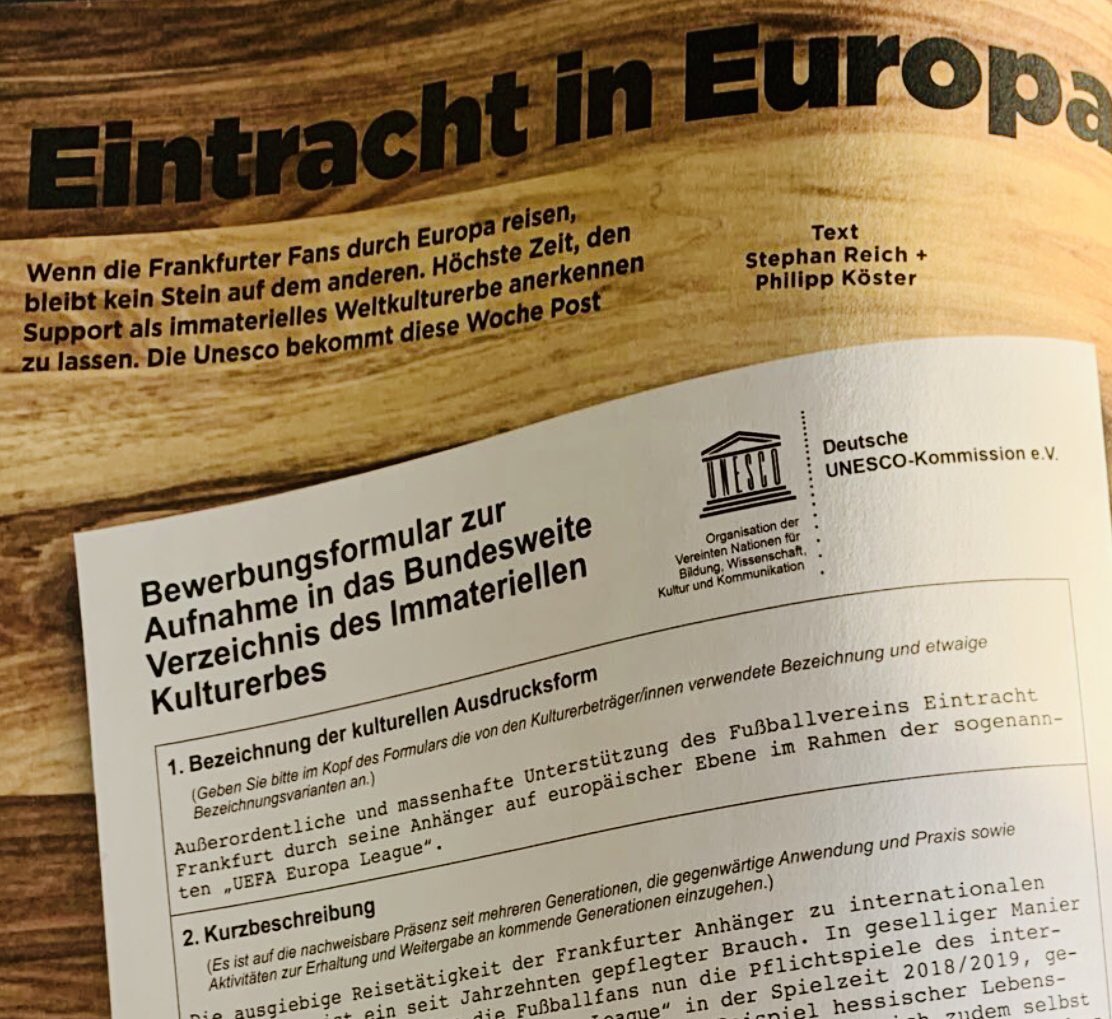 Eintracht in Europa
Wenn die Frankfurter Fans durch Europa reisen,
bleibt kein Stein auf dem anderen. Höchste Zeit, den
Support als immaterielles Weltkulturerbe anerkennen
zu lassen. Die Unesco bekommt diese Woche Post
Text
Stephan Reich +
Philipp Köster
UNESCO
Organisation der
Vereinten Nationen für
Bildung, Wissenschaft,
Kultur und Kommunikation
Deutsche
UNESCO-Kommission e.V.
Bewerbungsformular zur
Aufnahme in das Bundesweite
Verzeichnis des Immateriellen
Kulturerbes
1. Bezeichnung der kulturellen Ausdrucksform
(Geben Sie bitte im Kopf des Formulars die von den Kulturerbeträger/innen verwendete Bezeichnung und etwaige
Bezeichnungsvarianten an.)
Außerordentliche und massenhafte Unterstützung des Fußballvereins Eintracht
Frankfurt durch seine Anhänger auf europäischer Ebene im Rahmen der sogenann-
ten „UEFA Europa League“.
2. Kurzbeschreibung
(Es ist auf die nachweisbare Präsenz seit mehreren Generationen, die gegenwärtige Anwendung und Praxis sowie
Aktivitäten zur Erhaltung und Weitergabe an kommende Generationen einzugehen.)
Die ausgiebige Reisetätigkeit der Frankfurter Anhänger zu internationalen
ist ein seit Jahrzehnten gepflegter Brauch. In geselliger Manier
die Fußballfans nun die Pflichtspiele des inter-
League“ in der Spielzeit 2018/2019, ge-
hessischer Lebens-
zudem selbst